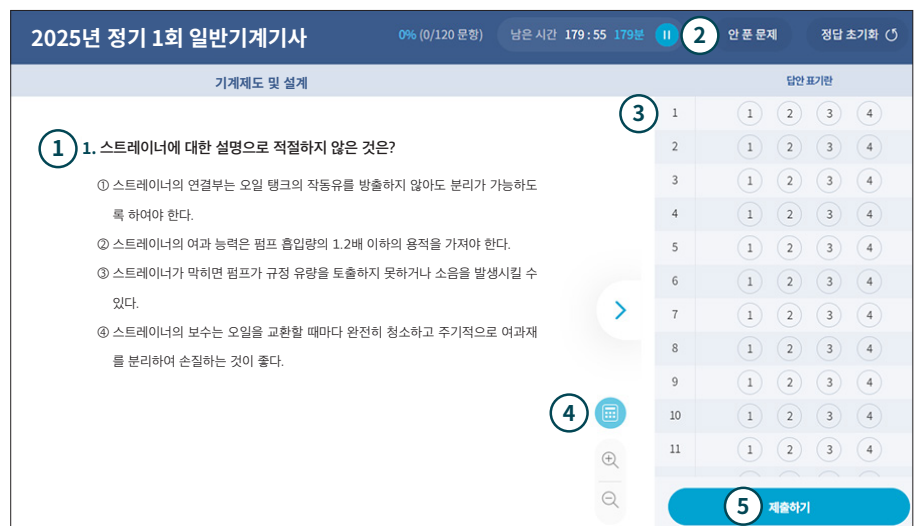 2025년 정기 1회 일반기계기사
0% (0/120 문항)
남은 시간 179 : 55 179분
2
안 푼 문제
정답 초기화
기계제도 및 설계
답안 표기란
1 1. 스트레이너에 대한 설명으로 적절하지 않은 것은?
① 스트레이너의 연결부는 오일 탱크의 작동유를 방출하지 않아도 분리가 가능하도
록 하여야 한다.
② 스트레이너의 여과 능력은 펌프 흡입량의 1.2배 이하의 용적을 가져야 한다.
③ 스트레이너가 막히면 펌프가 규정 유량을 토출하지 못하거나 소음을 발생시킬 수
있다.
④ 스트레이너의 보수는 오일을 교환할 때마다 완전히 청소하고 주기적으로 여과재
를 분리하여 손질하는 것이 좋다.
3
1 1 2 3 4
2 1 2 3 4
3 1 2 3 4
4 1 2 3 4
5 1 2 3 4
6 1 2 3 4
7 1 2 3 4
8 1 2 3 4
9 1 2 3 4
10 1 2 3 4
11 1 2 3 4
4
5 제출하기